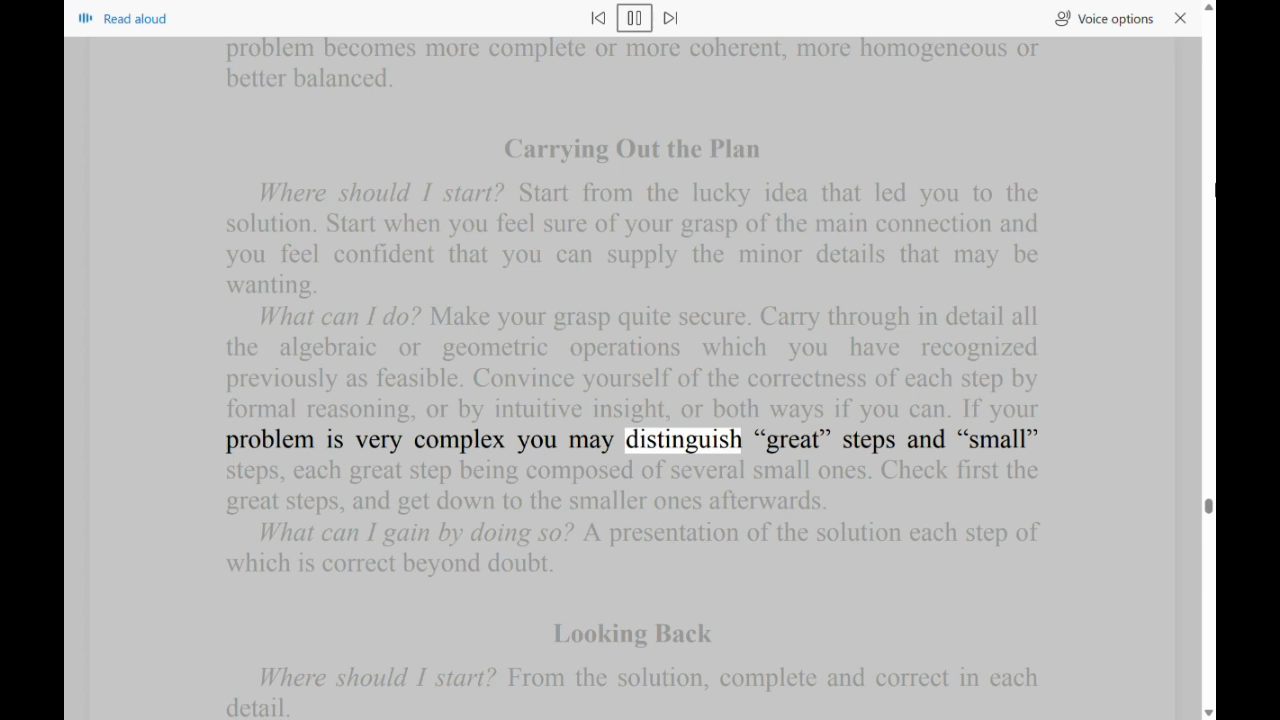 Read aloud
Voice options
problem becomes more complete or more coherent, more homogeneous or
better balanced.
Carrying Out the Plan
Where should I start? Start from the lucky idea that led you to the
solution. Start when you feel sure of your grasp of the main connection and
you feel confident that you can supply the minor details that may be
wanting.
What can I do? Make your grasp quite secure. Carry through in detail all
the algebraic or geometric operations which you have recognized
previously as feasible. Convince yourself of the correctness of each step by
formal reasoning, or by intuitive insight, or both ways if you can. If your
problem is very complex you may distinguish “great” steps and “small”
steps, each great step being composed of several small ones. Check first the
great steps, and get down to the smaller ones afterwards.
What can I gain by doing so? A presentation of the solution each step of
which is correct beyond doubt.
Looking Back
Where should I start? From the solution, complete and correct in each
detail.